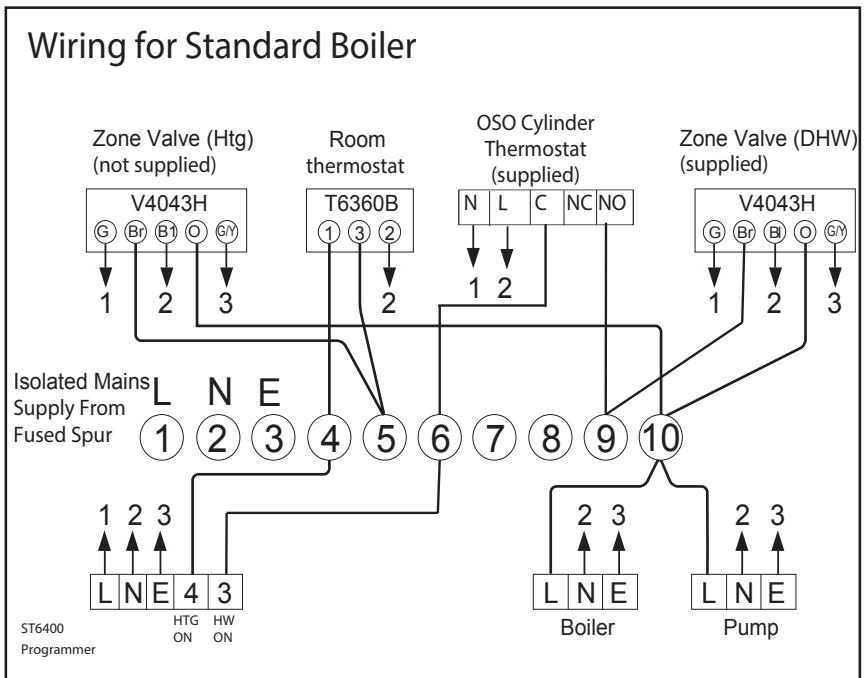 Wiring for Standard Boiler
Zone Valve (Htg)
(not supplied)
Room
thermostat
OSO Cylinder
Thermostat
(supplied)
Zone Valve (DHW)
(supplied)
V4043H
G Br B1 O G/Y
1 2 3
T6360B
1 3 2
2
N L C NC NO
1 2
V4043H
G Br Bl O G/Y
1 2 3
Isolated Mains
Supply From
Fused Spur
L N E
1 2 3 4 5 6 7 8 9 10
1 2 3
L N E 4 3
HTG
ON
HW
ON
ST6400
Programmer
2 3
L N E
Boiler
2 3
L N E
Pump